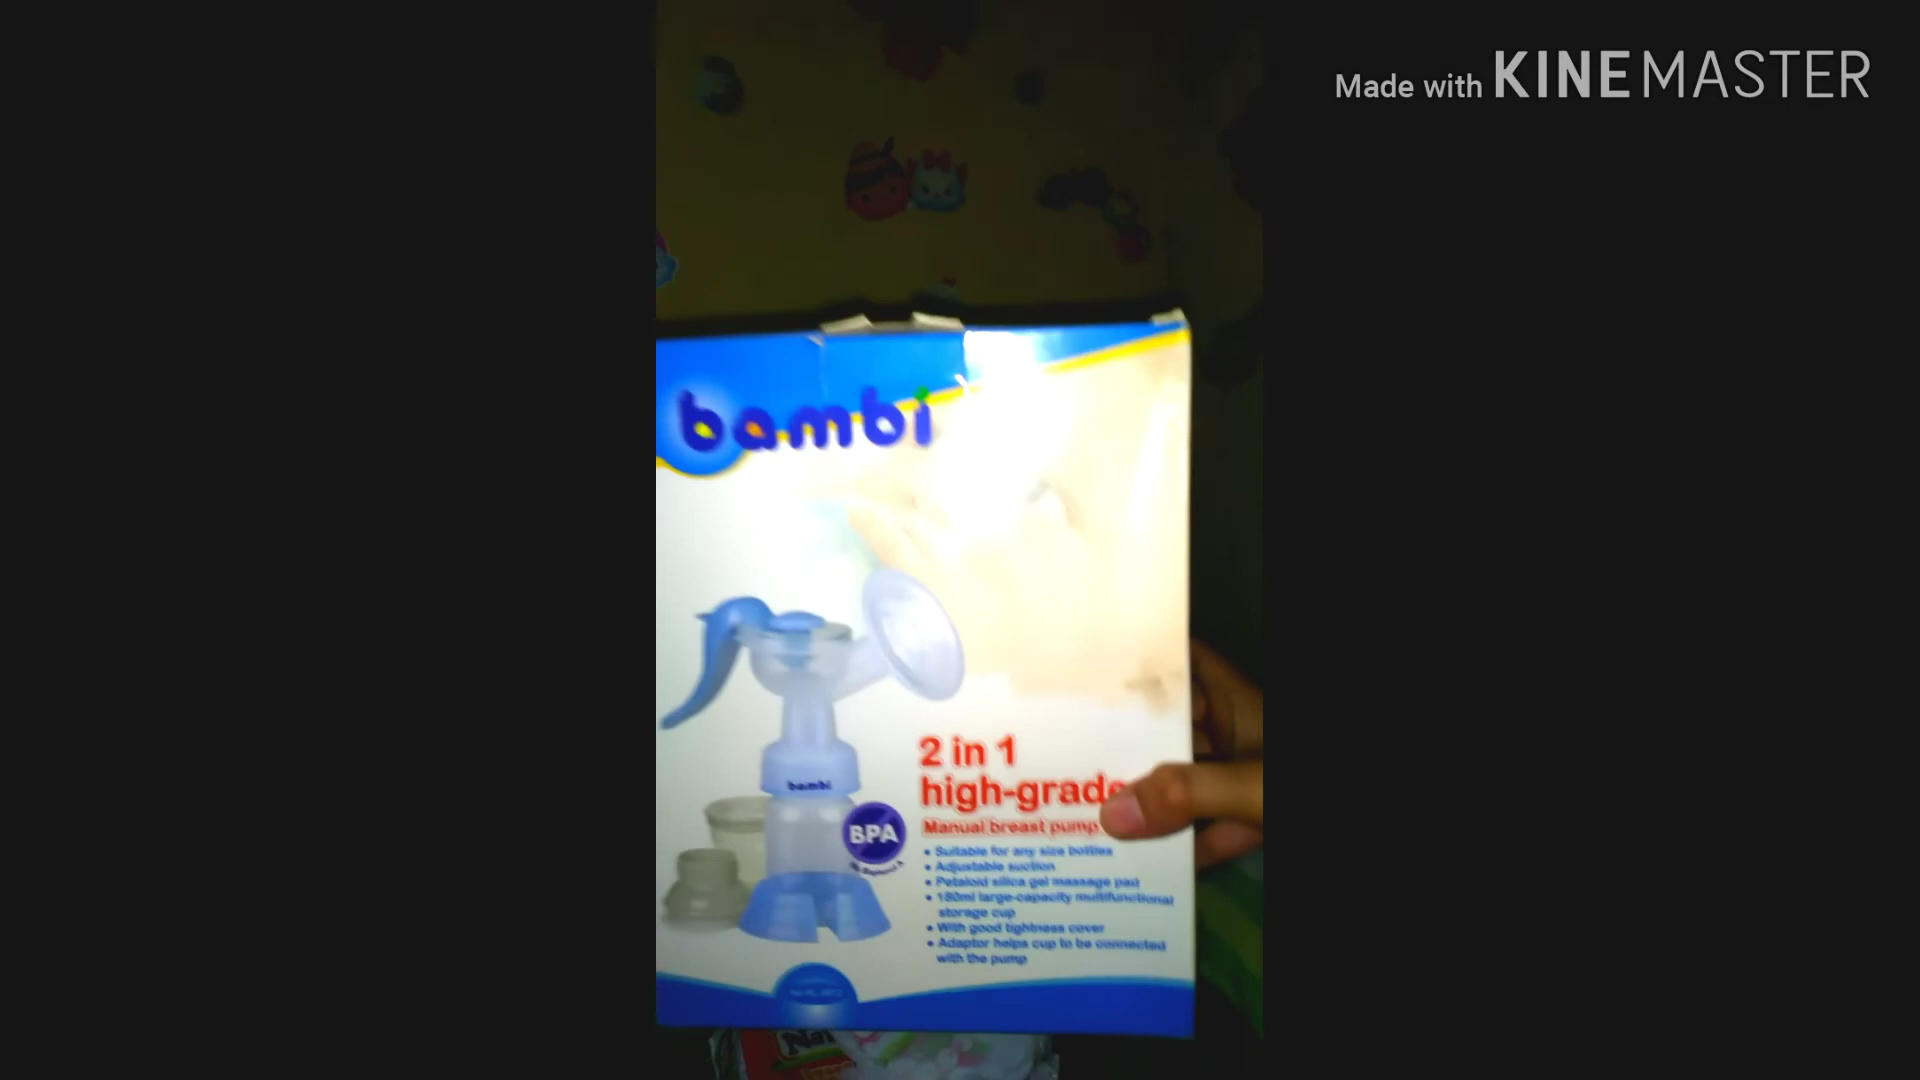 Made with KINEMASTER
bambi
2 in 1
high-grade
Manual breast pump
bambi
BPA
• Suitable for any size bottles
• Adjustable suction
• Petaloid silica gel massage pad
• 180ml large-capacity multifunctional
storage cup
• With good tightness cover
• Adaptor helps cup to be connected
with the pump